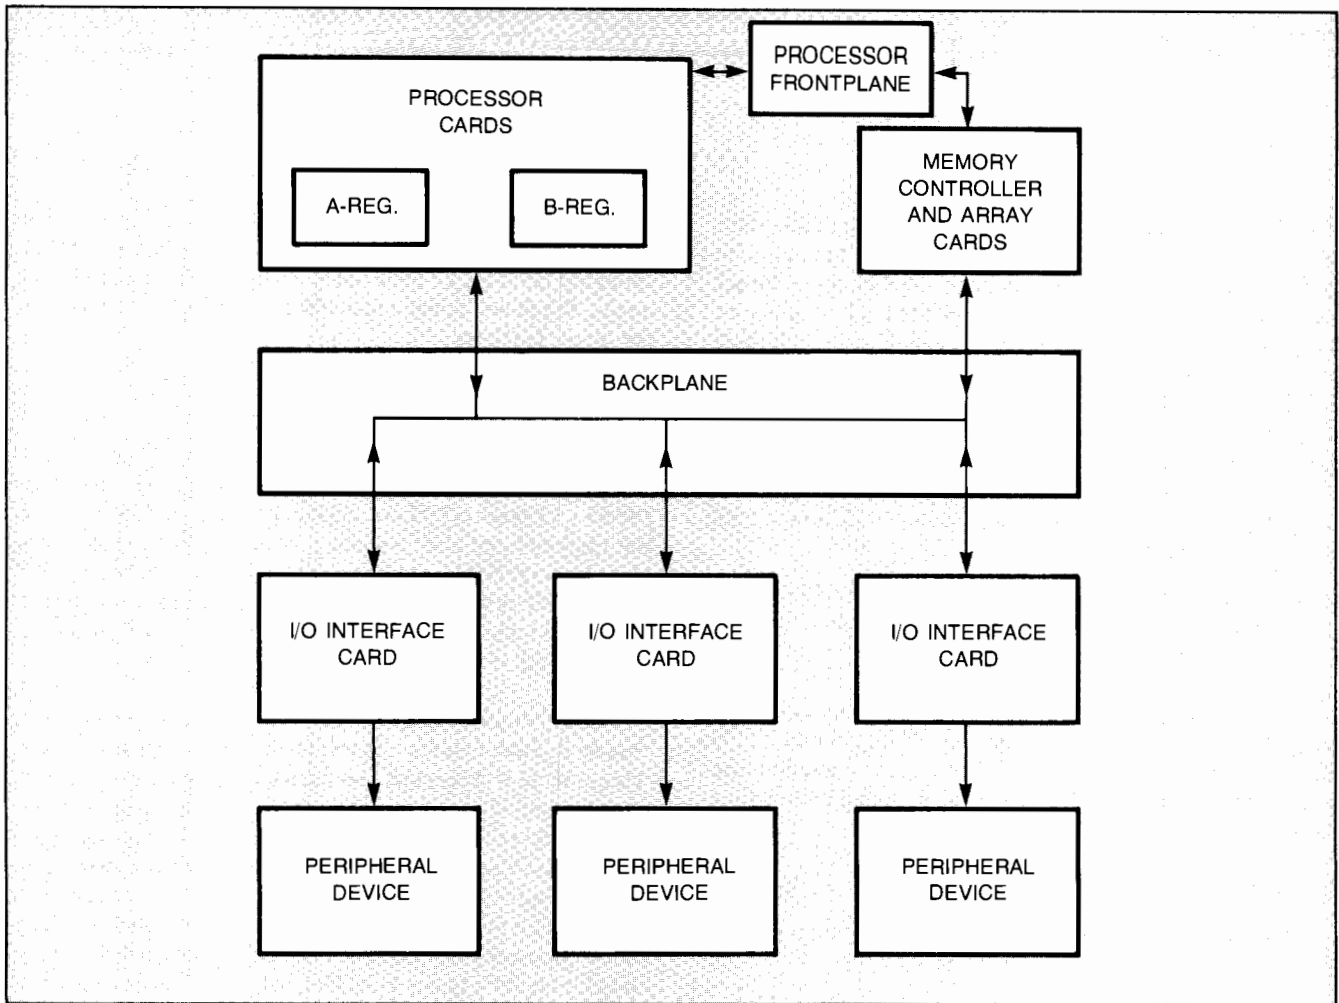 PROCESSOR
FRONTPLANE
PROCESSOR
CARDS
A-REG.
B-REG.
MEMORY
CONTROLLER
AND ARRAY
CARDS
BACKPLANE
I/O INTERFACE
CARD
I/O INTERFACE
CARD
I/O INTERFACE
CARD
PERIPHERAL
DEVICE
PERIPHERAL
DEVICE
PERIPHERAL
DEVICE